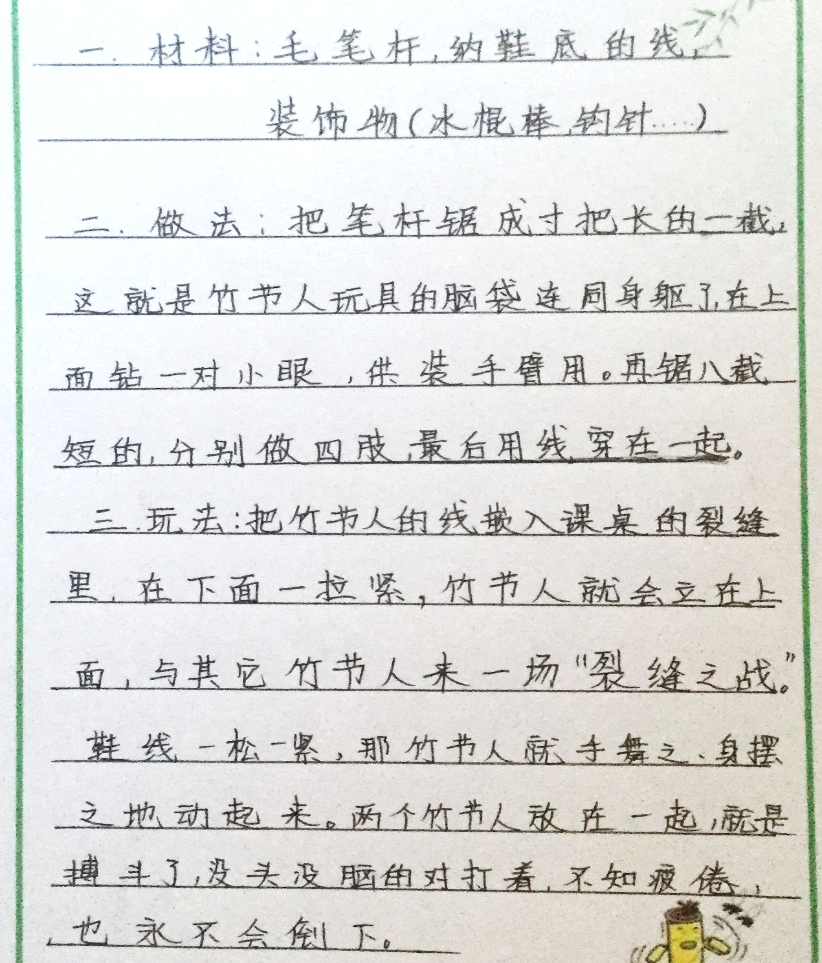 一.材料:毛笔杆,纳鞋底的线,
装饰物(冰棍棒,钩针……)
二.做法:把笔杆锯成寸把长的一截,
这就是竹节人玩具的脑袋连同身躯了,在上
面钻一对小眼,供装手臂用。再锯八截
短的,分别做四肢,最后用线穿在一起。
三.玩法:把竹节人的线嵌入课桌的裂缝
里,在下面一拉紧,竹节人就会立在上
面,与其它竹节人来一场“裂缝之战。”
鞋线一松一紧,那竹节人就手舞之、身摆
之地动起来。两个竹节人放在一起,就是
搏斗了,没头没脑的对打着,不知疲倦,
也永不会倒下。